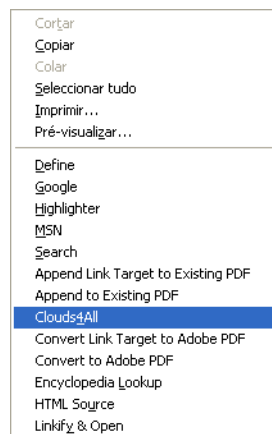 Cortar
Copiar
Colar
Seleccionar tudo
Imprimir...
Pré-visualizar...
Define
Google
Highlighter
MSN
Search
Append Link Target to Existing PDF
Append to Existing PDF
Clouds4All
Convert Link Target to Adobe PDF
Convert to Adobe PDF
Encyclopedia Lookup
HTML Source
Linkify & Open